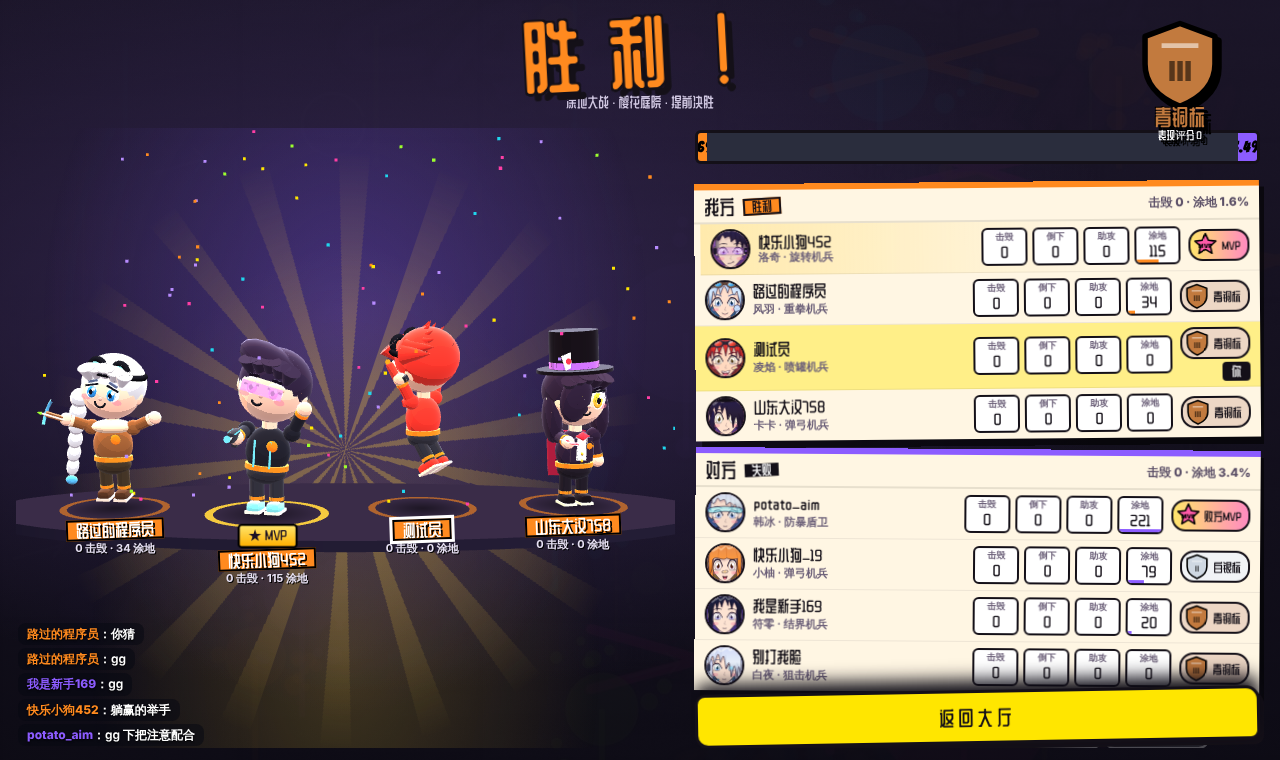 胜利！
涂地大战 · 樱花庭院 · 提前决胜
III
青铜标
表现评分 0
我方 胜利 击毁 0 · 涂地 1.6%
快乐小狗452
洛奇 · 旋转机兵
击毁 0 倒下 0 助攻 0 涂地 115 MVP
路过的程序员
风羽 · 重拳机兵
击毁 0 倒下 0 助攻 0 涂地 34 青铜标
测试员
凌焰 · 喷罐机兵
击毁 0 倒下 0 助攻 0 涂地 0 青铜标
你
山东大汉758
卡卡 · 弹弓机兵
击毁 0 倒下 0 助攻 0 涂地 0 青铜标
对方 失败 击毁 0 · 涂地 3.4%
potato_aim
韩冰 · 防暴盾卫
击毁 0 倒下 0 助攻 0 涂地 221 败方MVP
快乐小狗_19
小柚 · 弹弓机兵
击毁 0 倒下 0 助攻 0 涂地 79 白银标
我是新手169
符零 · 结界机兵
击毁 0 倒下 0 助攻 0 涂地 20 青铜标
别打我脸
白夜 · 狙击机兵
击毁 0 倒下 0 助攻 0 涂地 0 青铜标
返回大厅
路过的程序员
0 击毁 · 34 涂地
★ MVP
快乐小狗452
0 击毁 · 115 涂地
测试员
0 击毁 · 0 涂地
山东大汉758
0 击毁 · 0 涂地
路过的程序员：你猜
路过的程序员：gg
我是新手169：gg
快乐小狗452：躺赢的举手
potato_aim：gg 下把注意配合